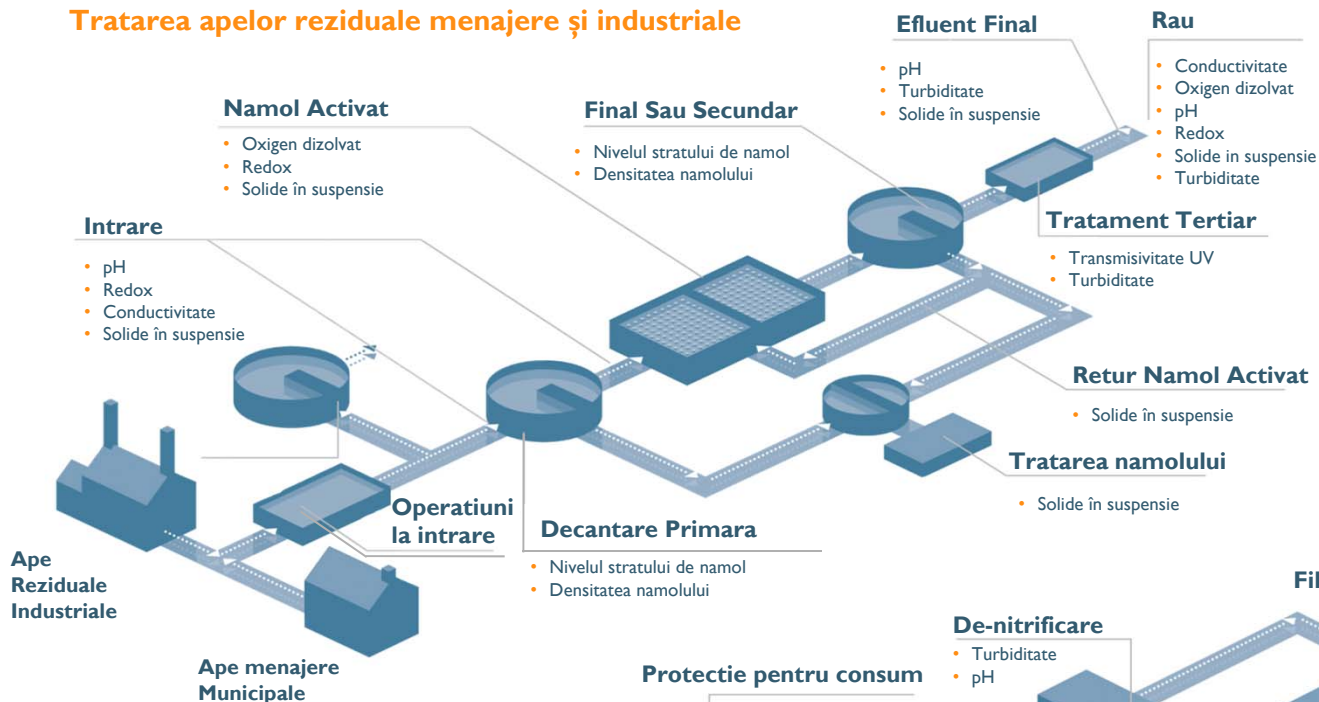 Tratarea apelor reziduale menajere și industriale
Efluent Final
• pH
• Turbiditate
• Solide în suspensie
Rau
• Conductivitate
• Oxigen dizolvat
• pH
• Redox
• Solide in suspensie
• Turbiditate
Namol Activat
• Oxigen dizolvat
• Redox
• Solide în suspensie
Final Sau Secundar
• Nivelul stratului de namol
• Densitatea namolului
Intrare
• pH
• Redox
• Conductivitate
• Solide în suspensie
Tratament Tertiar
• Transmisivitate UV
• Turbiditate
Retur Namol Activat
• Solide în suspensie
Tratarea namolului
• Solide în suspensie
Operatiuni
la intrare
Decantare Primara
• Nivelul stratului de namol
• Densitatea namolului
Ape
Reziduale
Industriale
Ape menajere
Municipale
Protectie pentru consum
De-nitrificare
• Turbiditate
• pH